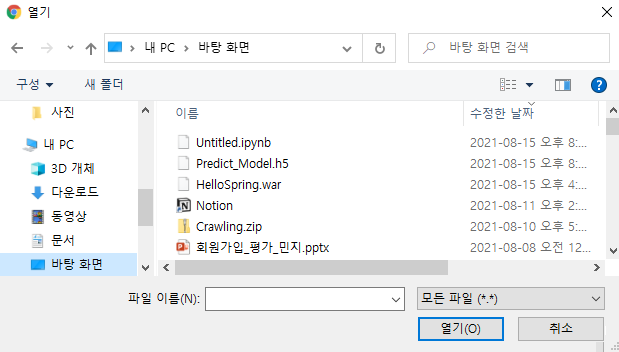 열기
내 PC 바탕 화면
바탕 화면 검색
구성 새 폴더
사진
내 PC
3D 개체
다운로드
동영상
문서
바탕 화면
이름 수정한 날짜
Untitled.ipynb 2021-08-15 오후 8:...
Predict_Model.h5 2021-08-15 오후 8:...
HelloSpring.war 2021-08-15 오후 4:...
Notion 2021-08-11 오후 2:...
Crawling.zip 2021-08-10 오후 5:...
회원가입_평가_민지.pptx 2021-08-08 오전 12...
파일 이름(N):
모든 파일 (*.*)
열기(O) 취소